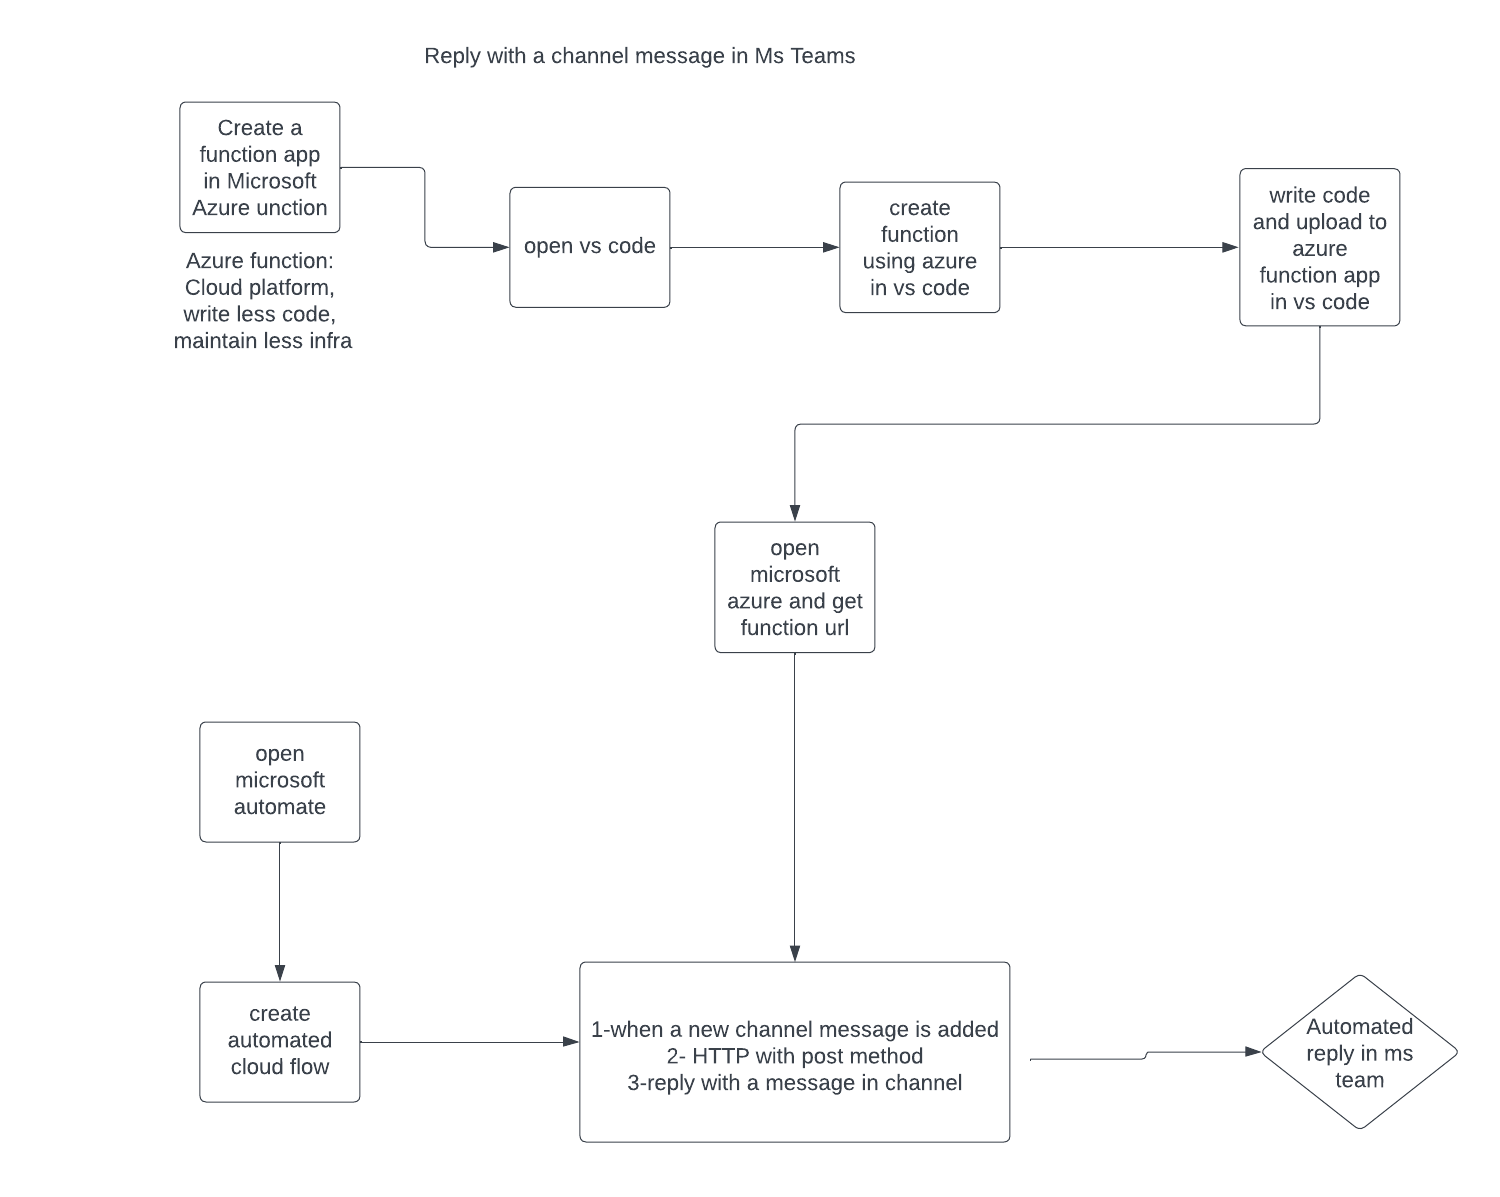 Reply with a channel message in Ms Teams
Create a
function app
in Microsoft
Azure unction
Azure function:
Cloud platform,
write less code,
maintain less infra
open vs code
create
function
using azure
in vs code
write code
and upload to
azure
function app
in vs code
open
microsoft
azure and get
function url
open
microsoft
automate
create
automated
cloud flow
1-when a new channel message is added
2- HTTP with post method
3-reply with a message in channel
Automated
reply in ms
team